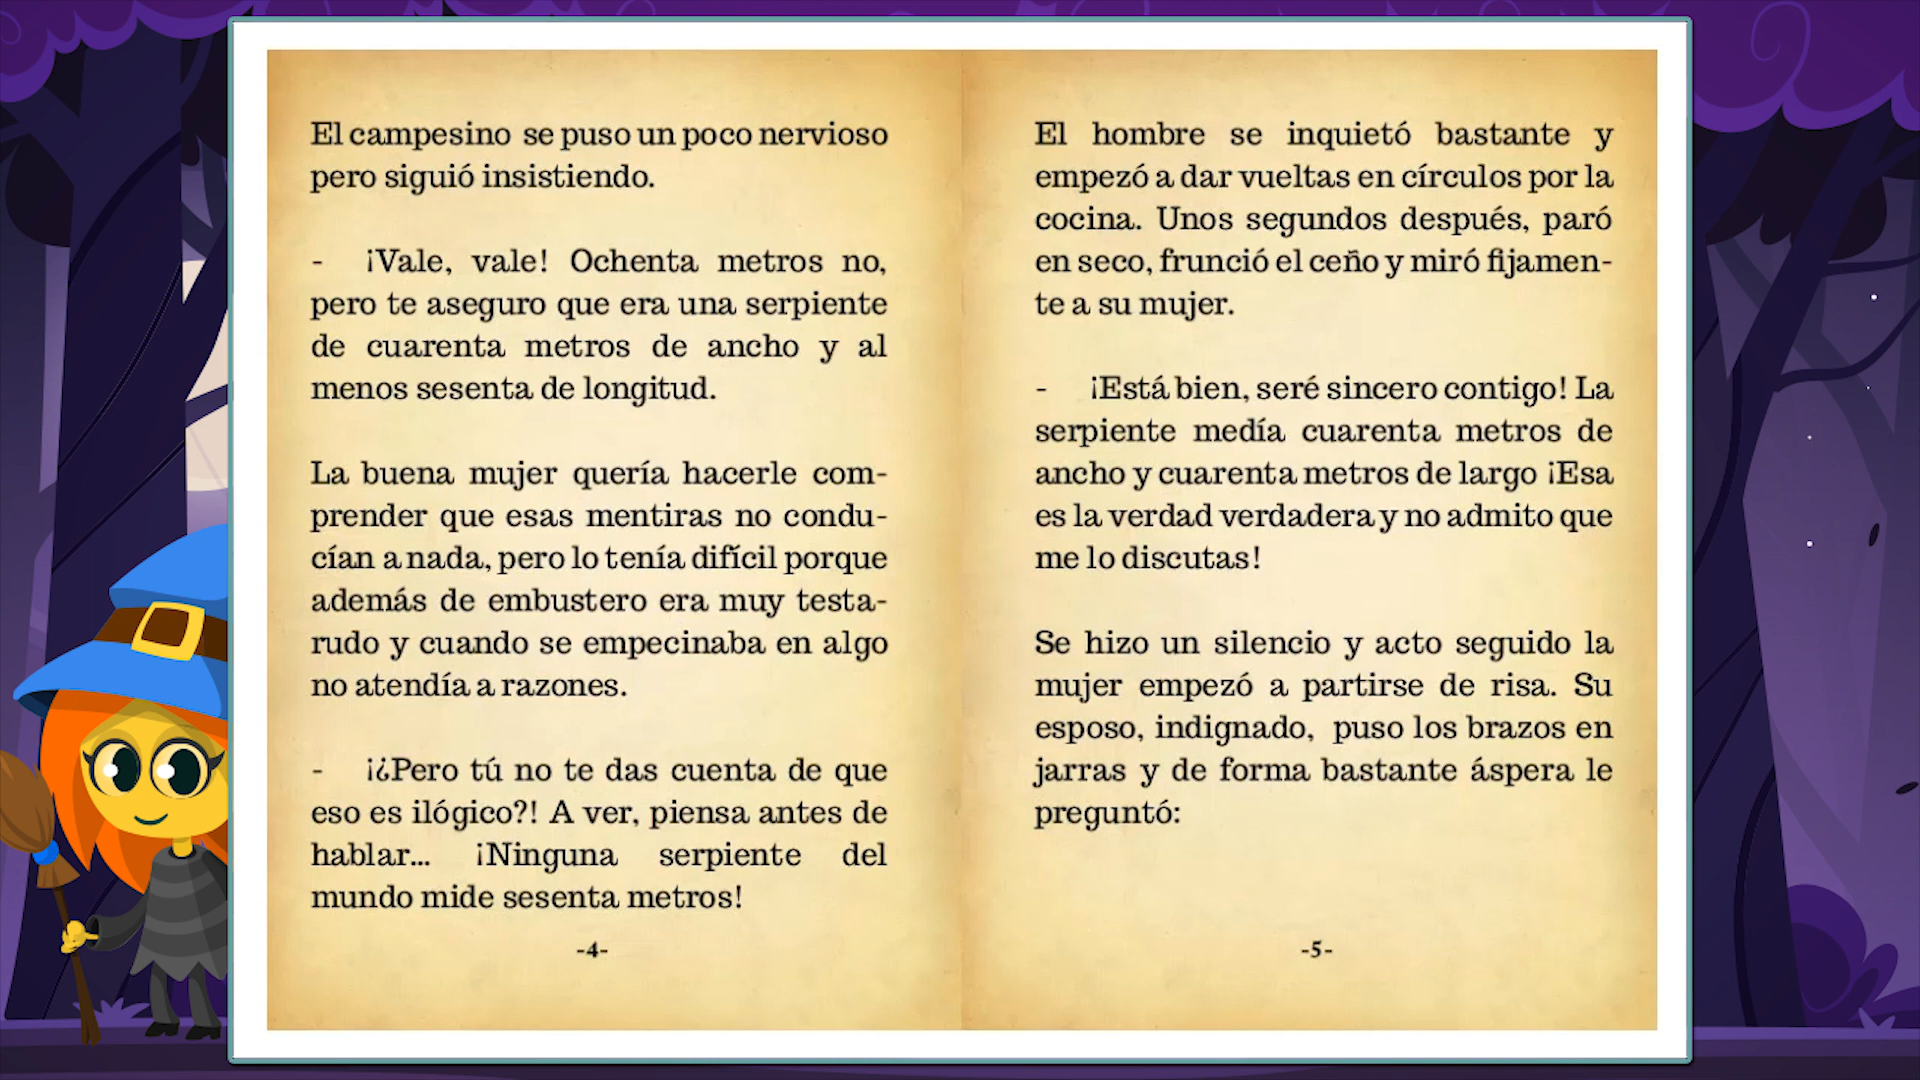 El campesino se puso un poco nervioso
pero siguió insistiendo.
- ¡Vale, vale! Ochenta metros no,
pero te aseguro que era una serpiente
de cuarenta metros de ancho y al
menos sesenta de longitud.
La buena mujer quería hacerle com-
prender que esas mentiras no condu-
cían a nada, pero lo tenía difícil porque
además de embustero era muy testa-
rudo y cuando se empecinaba en algo
no atendía a razones.
- ¡¿Pero tú no te das cuenta de que
eso es ilógico?! A ver, piensa antes de
hablar... ¡Ninguna serpiente del
mundo mide sesenta metros!
-4-
El hombre se inquietó bastante y
empezó a dar vueltas en círculos por la
cocina. Unos segundos después, paró
en seco, frunció el ceño y miró fijamen-
te a su mujer.
- ¡Está bien, seré sincero contigo! La
serpiente medía cuarenta metros de
ancho y cuarenta metros de largo ¡Esa
es la verdad verdadera y no admito que
me lo discutas!
Se hizo un silencio y acto seguido la
mujer empezó a partirse de risa. Su
esposo, indignado, puso los brazos en
jarras y de forma bastante áspera le
preguntó:
-5-